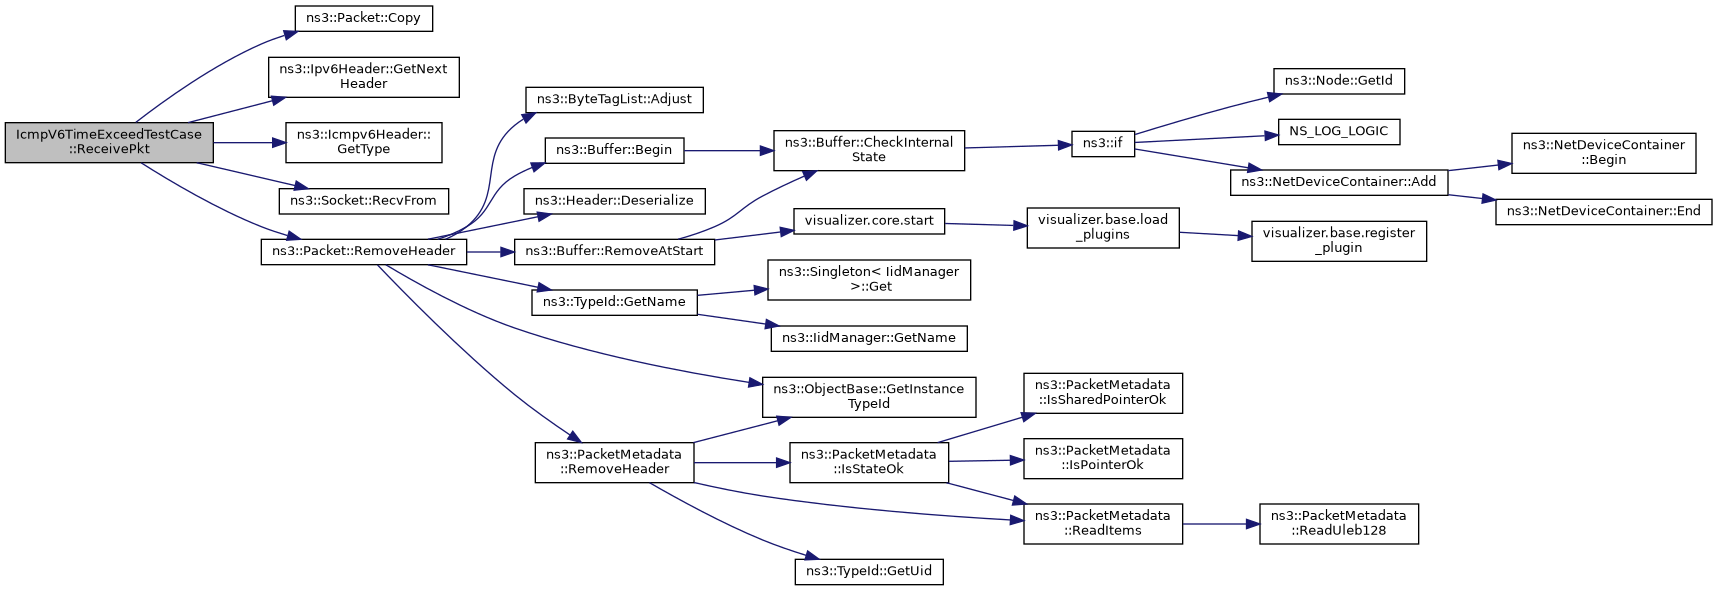 ns3::Packet::Copy
ns3::Ipv6Header::GetNext
Header
IcmpV6TimeExceedTestCase
::ReceivePkt
ns3::Icmpv6Header::
GetType
ns3::Socket::RecvFrom
ns3::Packet::RemoveHeader
ns3::ByteTagList::Adjust
ns3::Buffer::Begin
ns3::Header::Deserialize
ns3::Buffer::RemoveAtStart
ns3::TypeId::GetName
ns3::PacketMetadata
::RemoveHeader
ns3::Buffer::CheckInternal
State
visualizer.core.start
ns3::Singleton< IidManager
>::Get
ns3::IidManager::GetName
ns3::ObjectBase::GetInstance
TypeId
ns3::PacketMetadata
::IsStateOk
ns3::TypeId::GetUid
ns3::if
visualizer.base.load
_plugins
ns3::PacketMetadata
::IsSharedPointerOk
ns3::PacketMetadata
::IsPointerOk
ns3::PacketMetadata
::ReadItems
ns3::Node::GetId
NS_LOG_LOGIC
ns3::NetDeviceContainer::Add
visualizer.base.register
_plugin
ns3::PacketMetadata
::ReadUleb128
ns3::NetDeviceContainer
::Begin
ns3::NetDeviceContainer::End